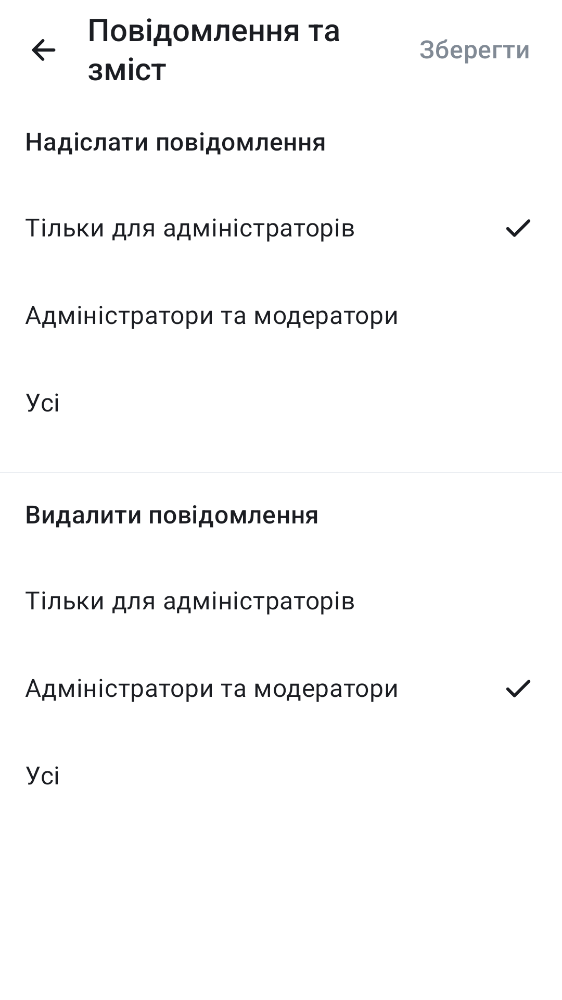 Повідомлення та
зміст
Зберегти
Надіслати повідомлення
Тільки для адміністраторів
Адміністратори та модератори
Усі
Видалити повідомлення
Тільки для адміністраторів
Адміністратори та модератори
Усі